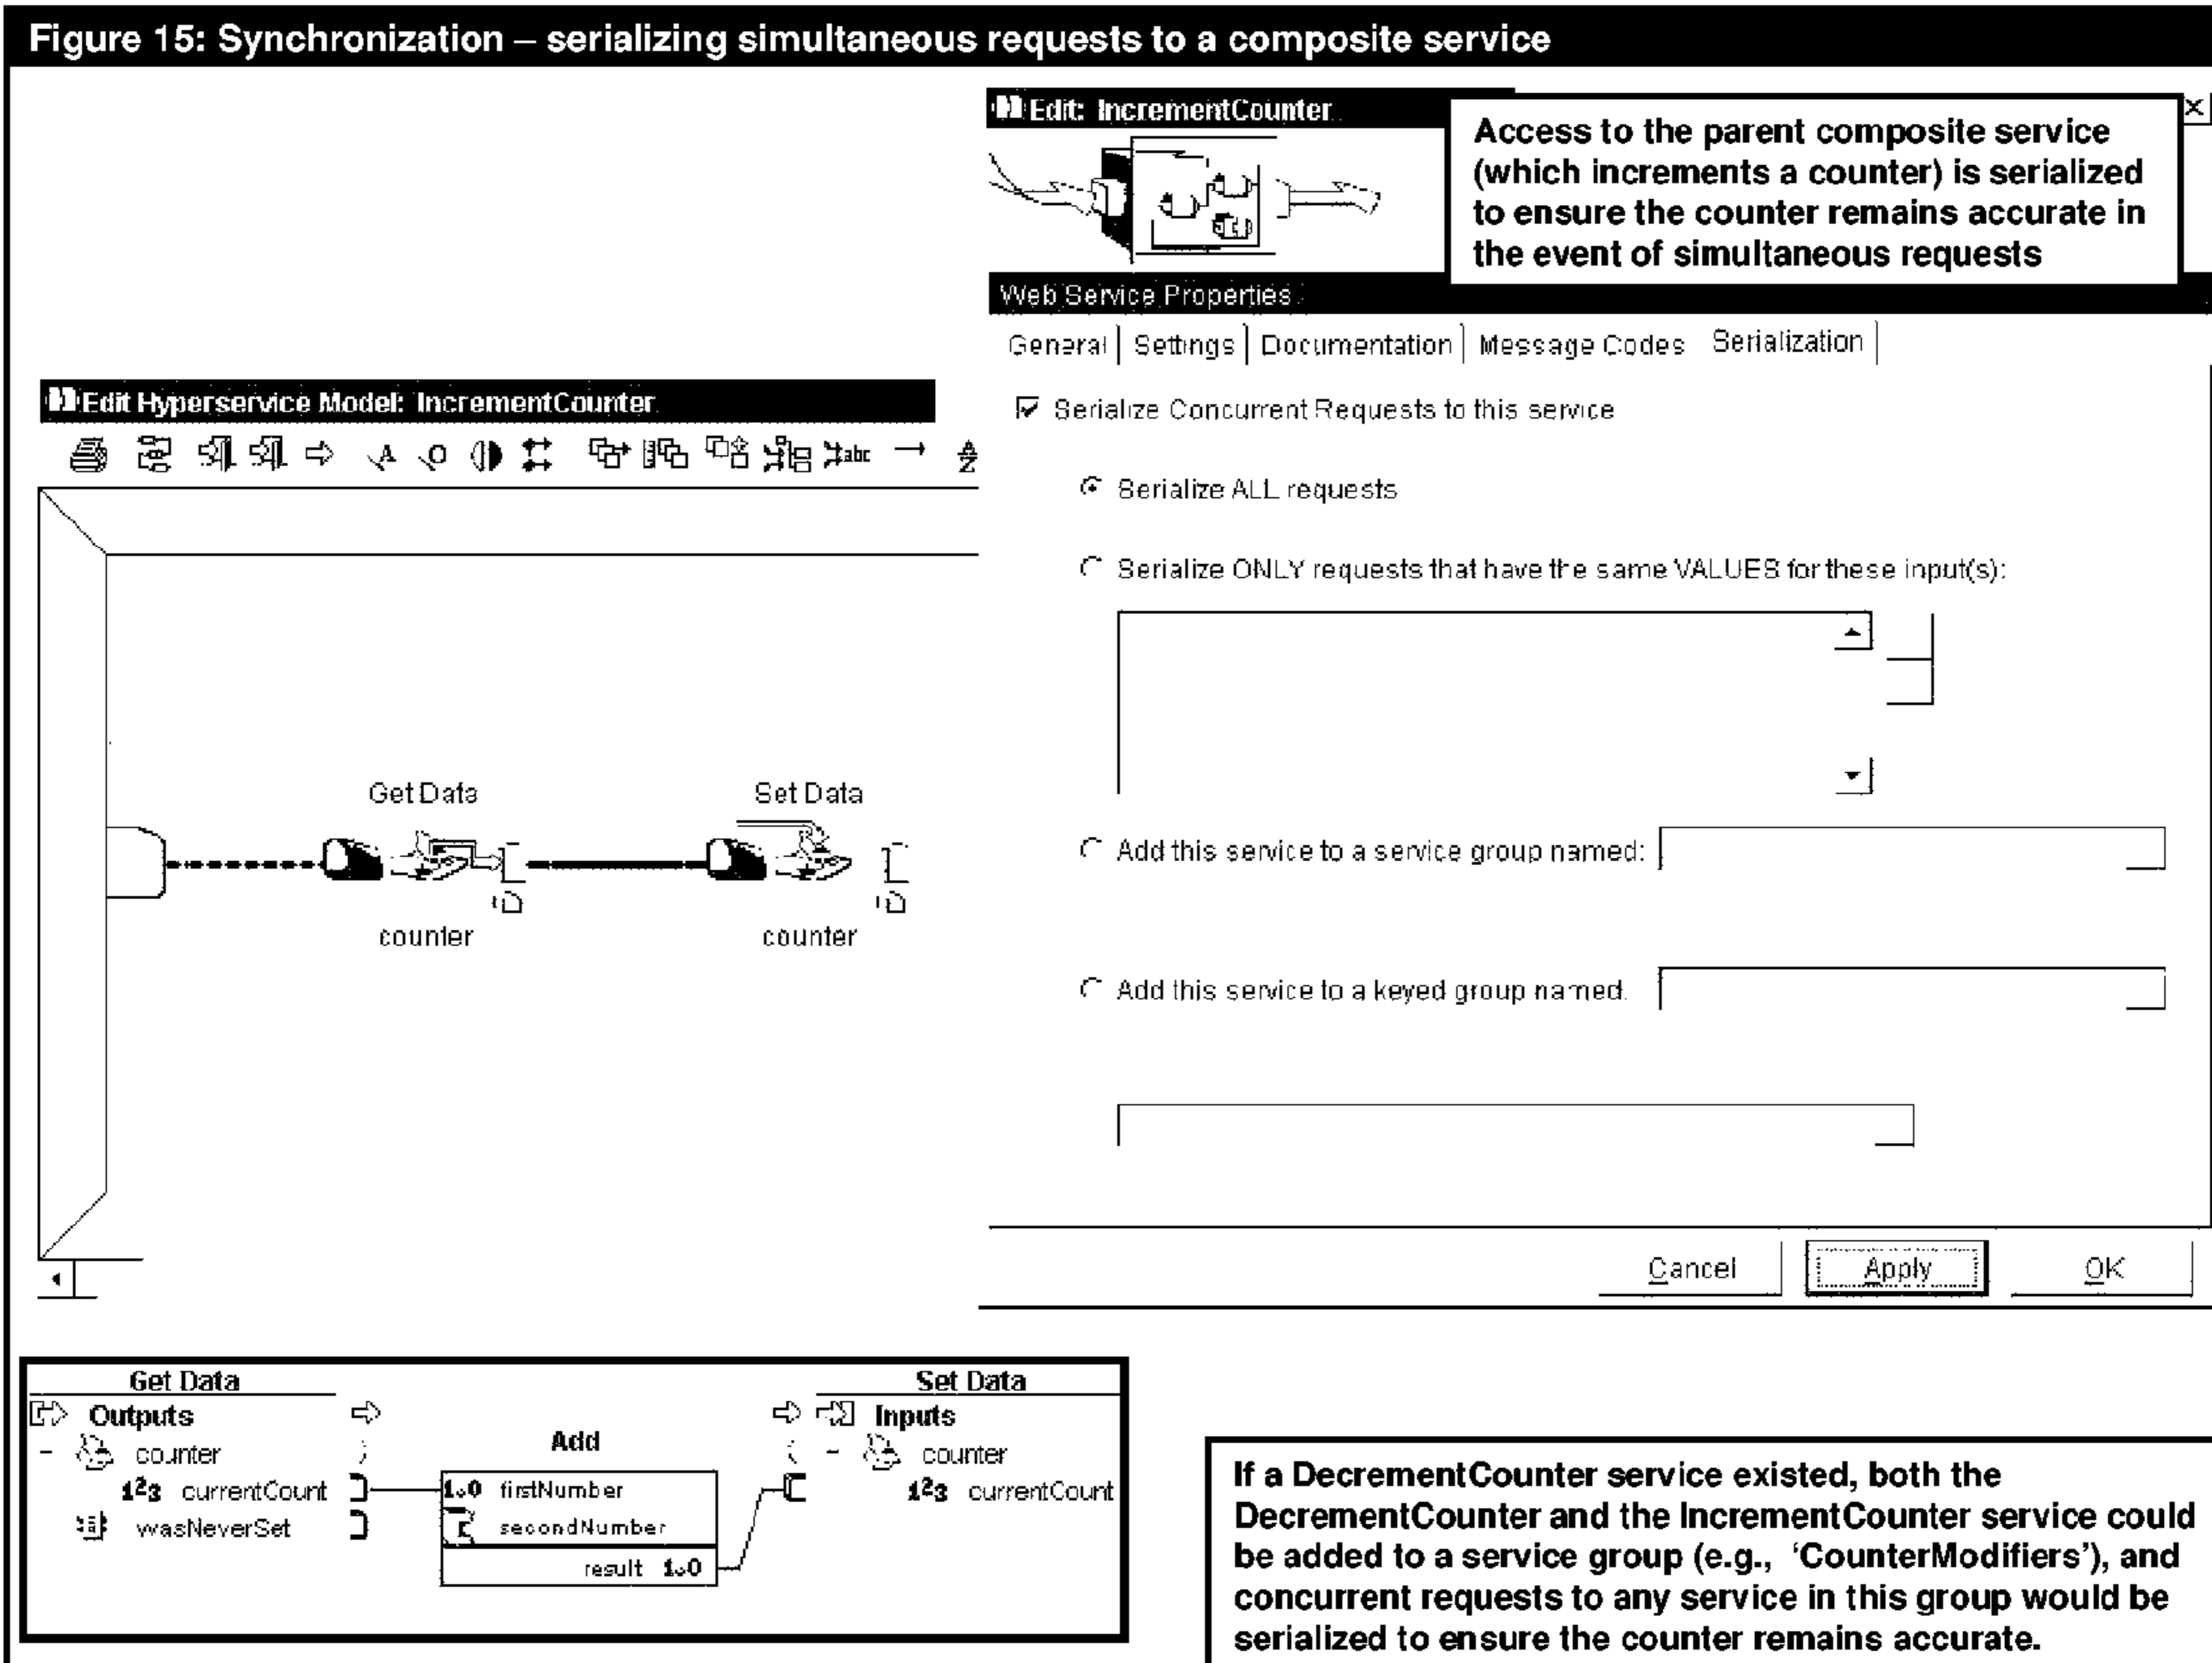 Figure 15: Synchronization – serializing simultaneous requests to a composite service
Edit: IncrementCounter
Access to the parent composite service
(which increments a counter) is serialized
to ensure the counter remains accurate in
the event of simultaneous requests
Web Service Properties
General Settings Documentation Message Codes Serialization
Edit Hyperservice Model: IncrementCounter
Serialize Concurrent Requests to this service
abc
A
Z
Serialize ALL requests
Serialize ONLY requests that have the same VALUES for these input(s):
Get Data
Set Data
Add this service to a service group named:
counter
counter
Add this service to a keyed group named.
Cancel
Apply
OK
Get Data
Outputs
counter
123 currentCount
wasNeverSet
Add
1.0 firstNumber
secondNumber
result 1.0
Set Data
Inputs
counter
123 currentCount
If a DecrementCounter service existed, both the
DecrementCounter and the IncrementCounter service could
be added to a service group (e.g., ‘CounterModifiers’), and
concurrent requests to any service in this group would be
serialized to ensure the counter remains accurate.